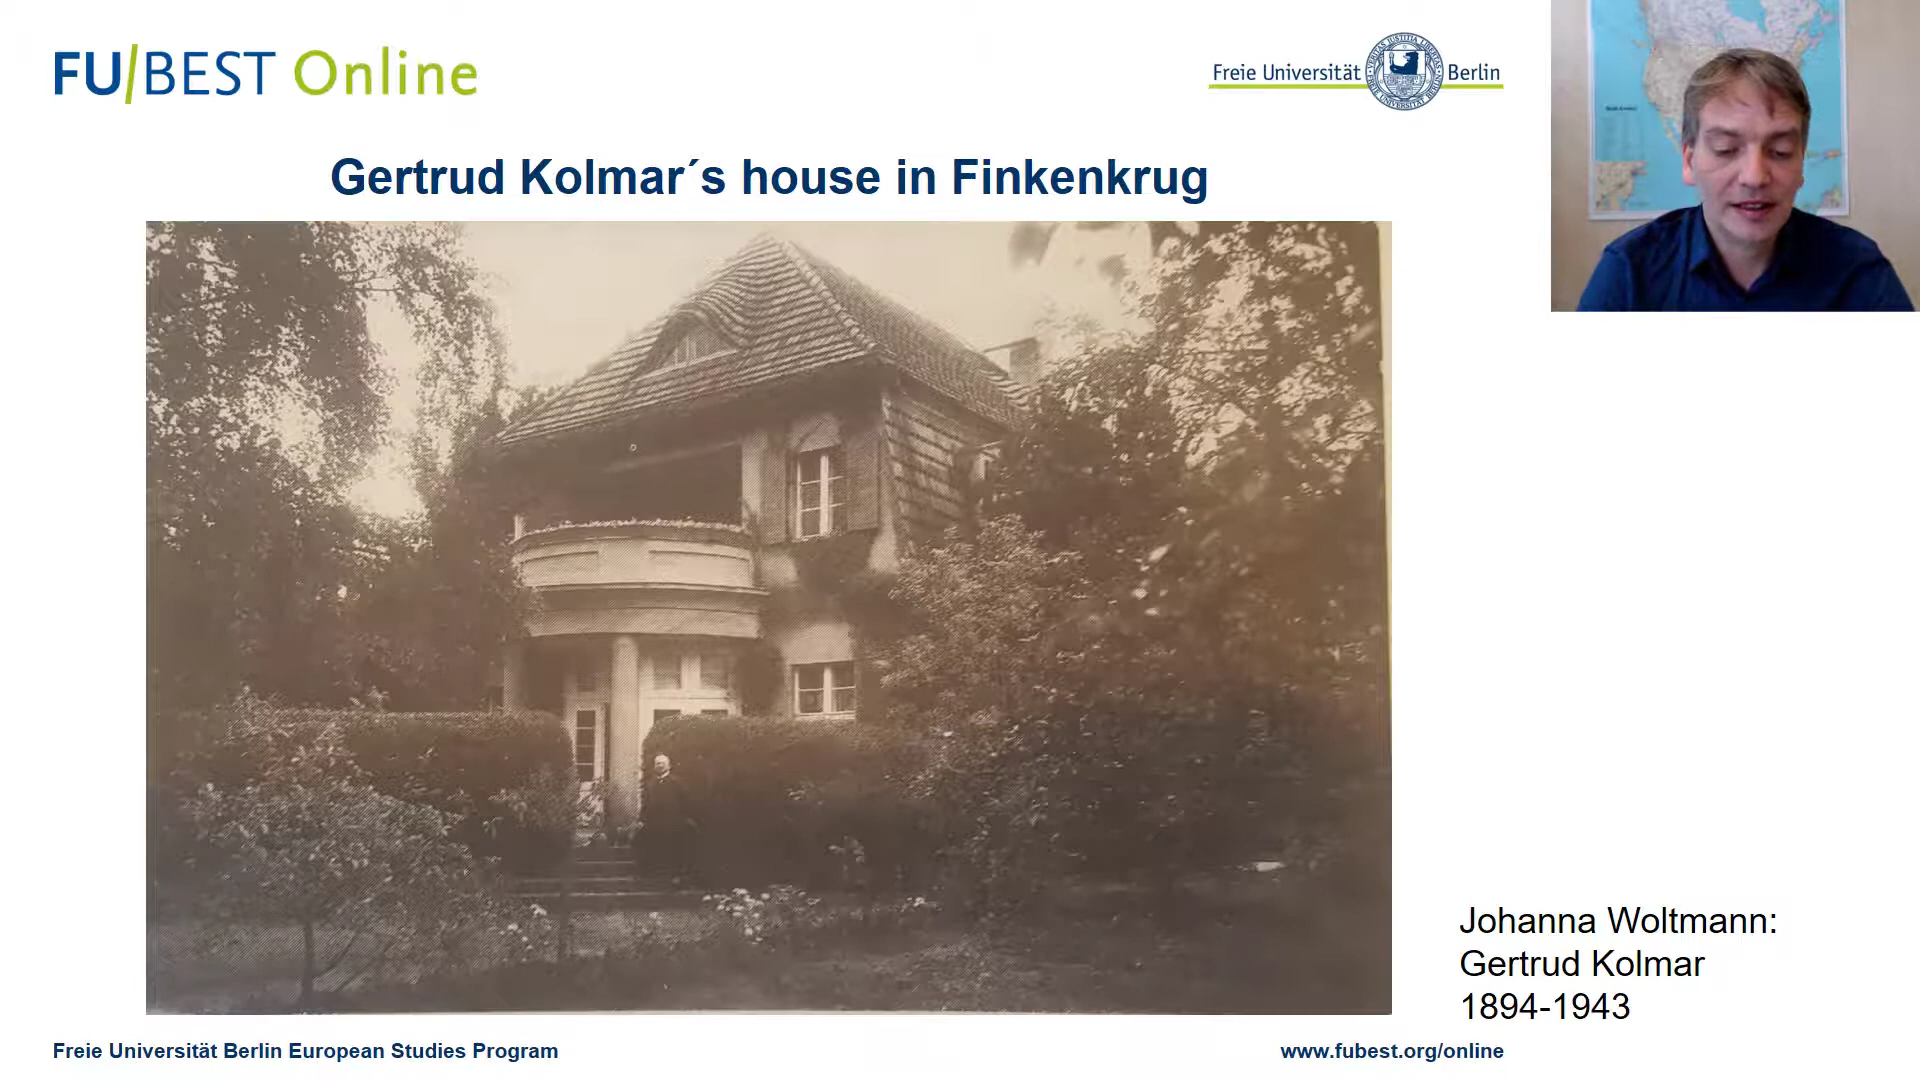 FU/BEST Online
Freie Universität Berlin
Gertrud Kolmar´s house in Finkenkrug
Johanna Woltmann:
Gertrud Kolmar
1894-1943
Freie Universität Berlin European Studies Program
www.fubest.org/online